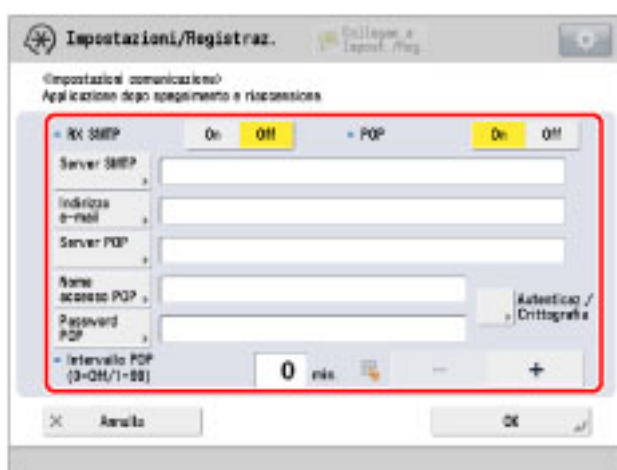 Impostazioni/Registraz.
Collegam. a
Impost./Reg.
<Impostazioni comunicazione>
Applicazione dopo spegnimento e riaccensione
RX SMTP On Off POP On Off
Server SMTP
Indirizzo
e-mail
Server POP
Nome
accesso POP
Autenticaz /
Crittografia
Password
POP
Intervallo POP
(0=Off/1-99)
0 min. - +
Annulla OK